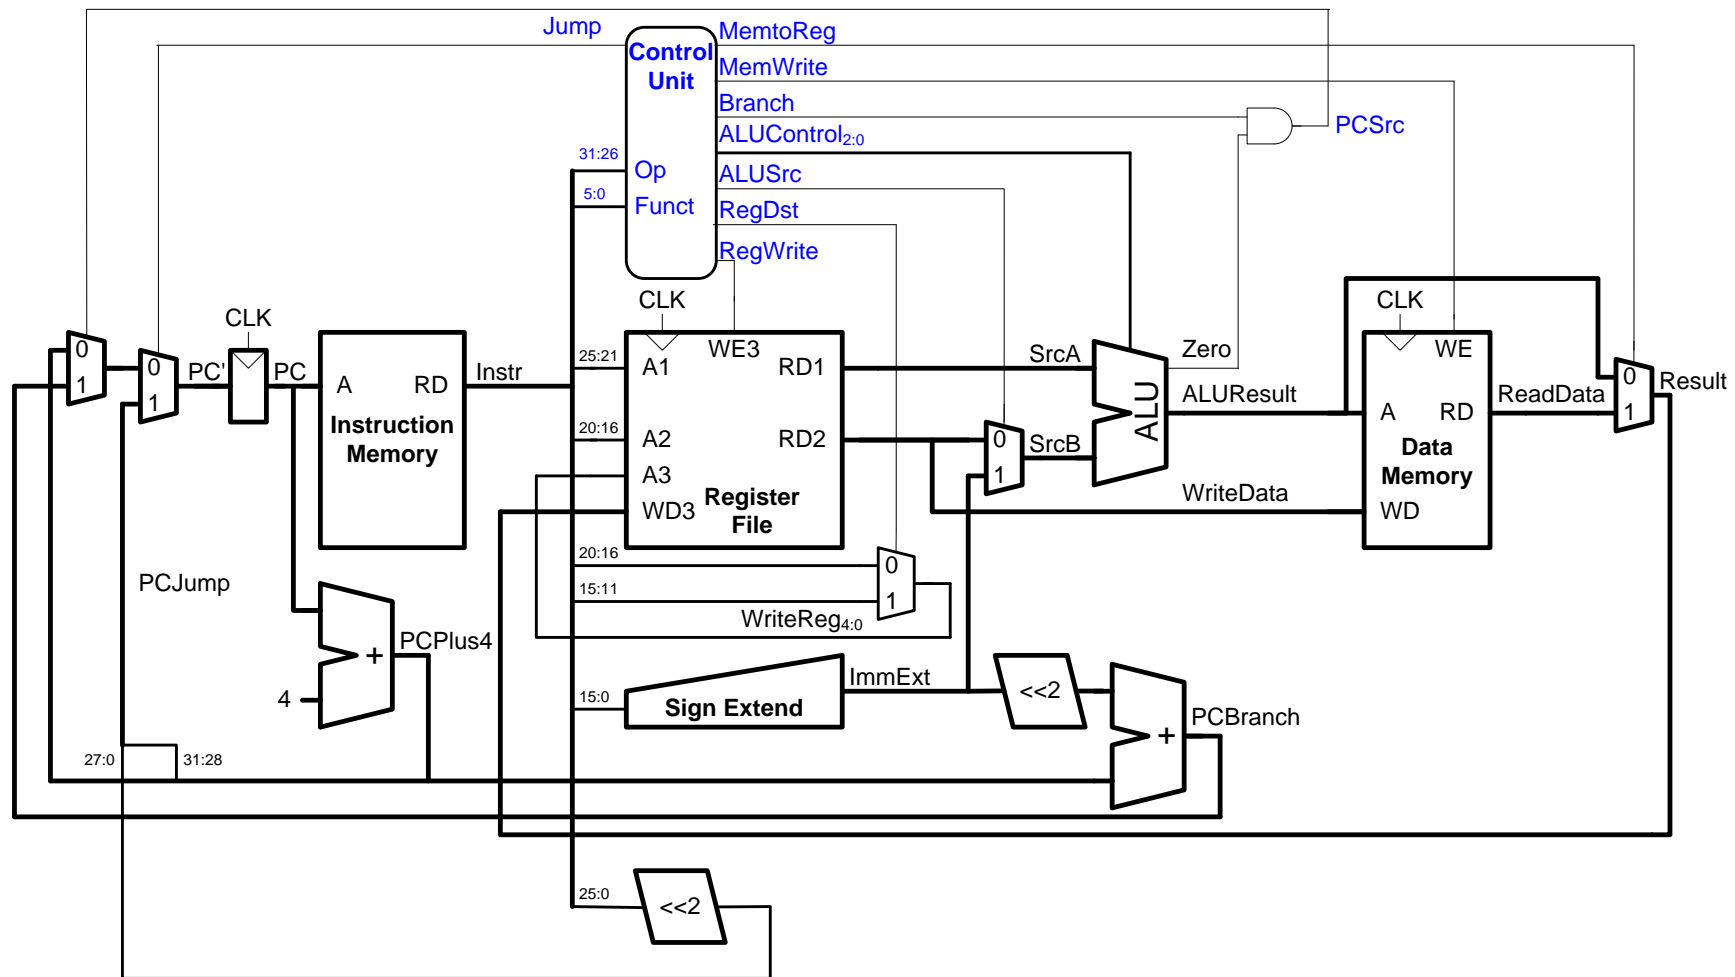 Jump
MemtoReg
Control
Unit
MemWrite
Branch
PCSrc
ALUControl2:0
31:26
Op
ALUSrc
5:0
Funct
RegDst
RegWrite
CLK
CLK
CLK
0
1
0
1
PC'
PC
A
RD
Instruction
Memory
Instr
25:21
A1
WE3
RD1
SrcA
Zero
WE
0
1
Result
20:16
A2
RD2
0
1
SrcB
ALU
ALUResult
A
RD
ReadData
Data
Memory
A3
WD3
Register
File
WriteData
WD
20:16
0
15:11
1
WriteReg4:0
PCJump
PCPlus4
+
4
15:0
Sign Extend
ImmExt
<<2
PCBranch
+
27:0
31:28
25:0
<<2